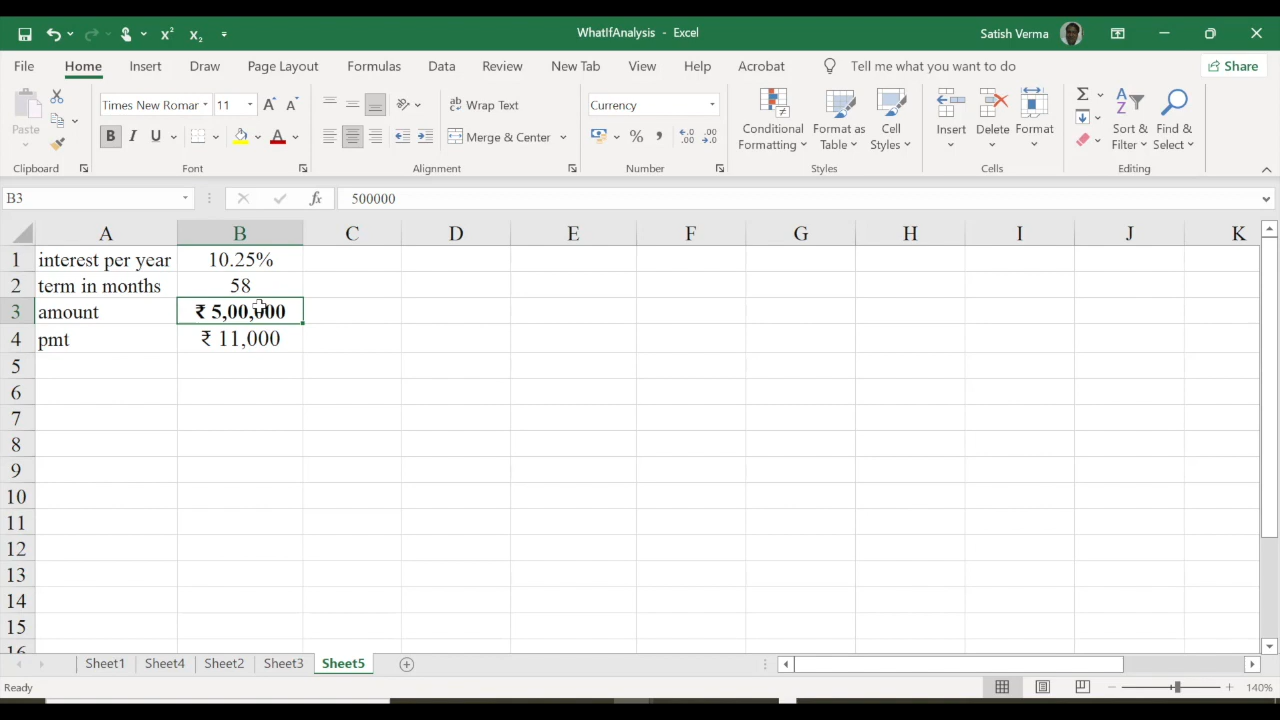 WhatIfAnalysis - Excel
Satish Verma
File Home Insert Draw Page Layout Formulas Data Review New Tab View Help Acrobat Tell me what you want to do Share
Paste
Times New Romar 11
Wrap Text
Merge & Center
Currency
Conditional Formatting
Format as Table
Cell Styles
Insert Delete Format
Sort & Filter
Find & Select
Clipboard Font Alignment Number Styles Cells Editing
B3 fx 500000
A B C D E F G H I J K
1 interest per year 10.25%
2 term in months 58
3 amount ₹ 5,00,000
4 pmt ₹ 11,000
5
6
7
8
9
10
11
12
13
14
15
16
Sheet1 Sheet4 Sheet2 Sheet3 Sheet5
Ready 140%